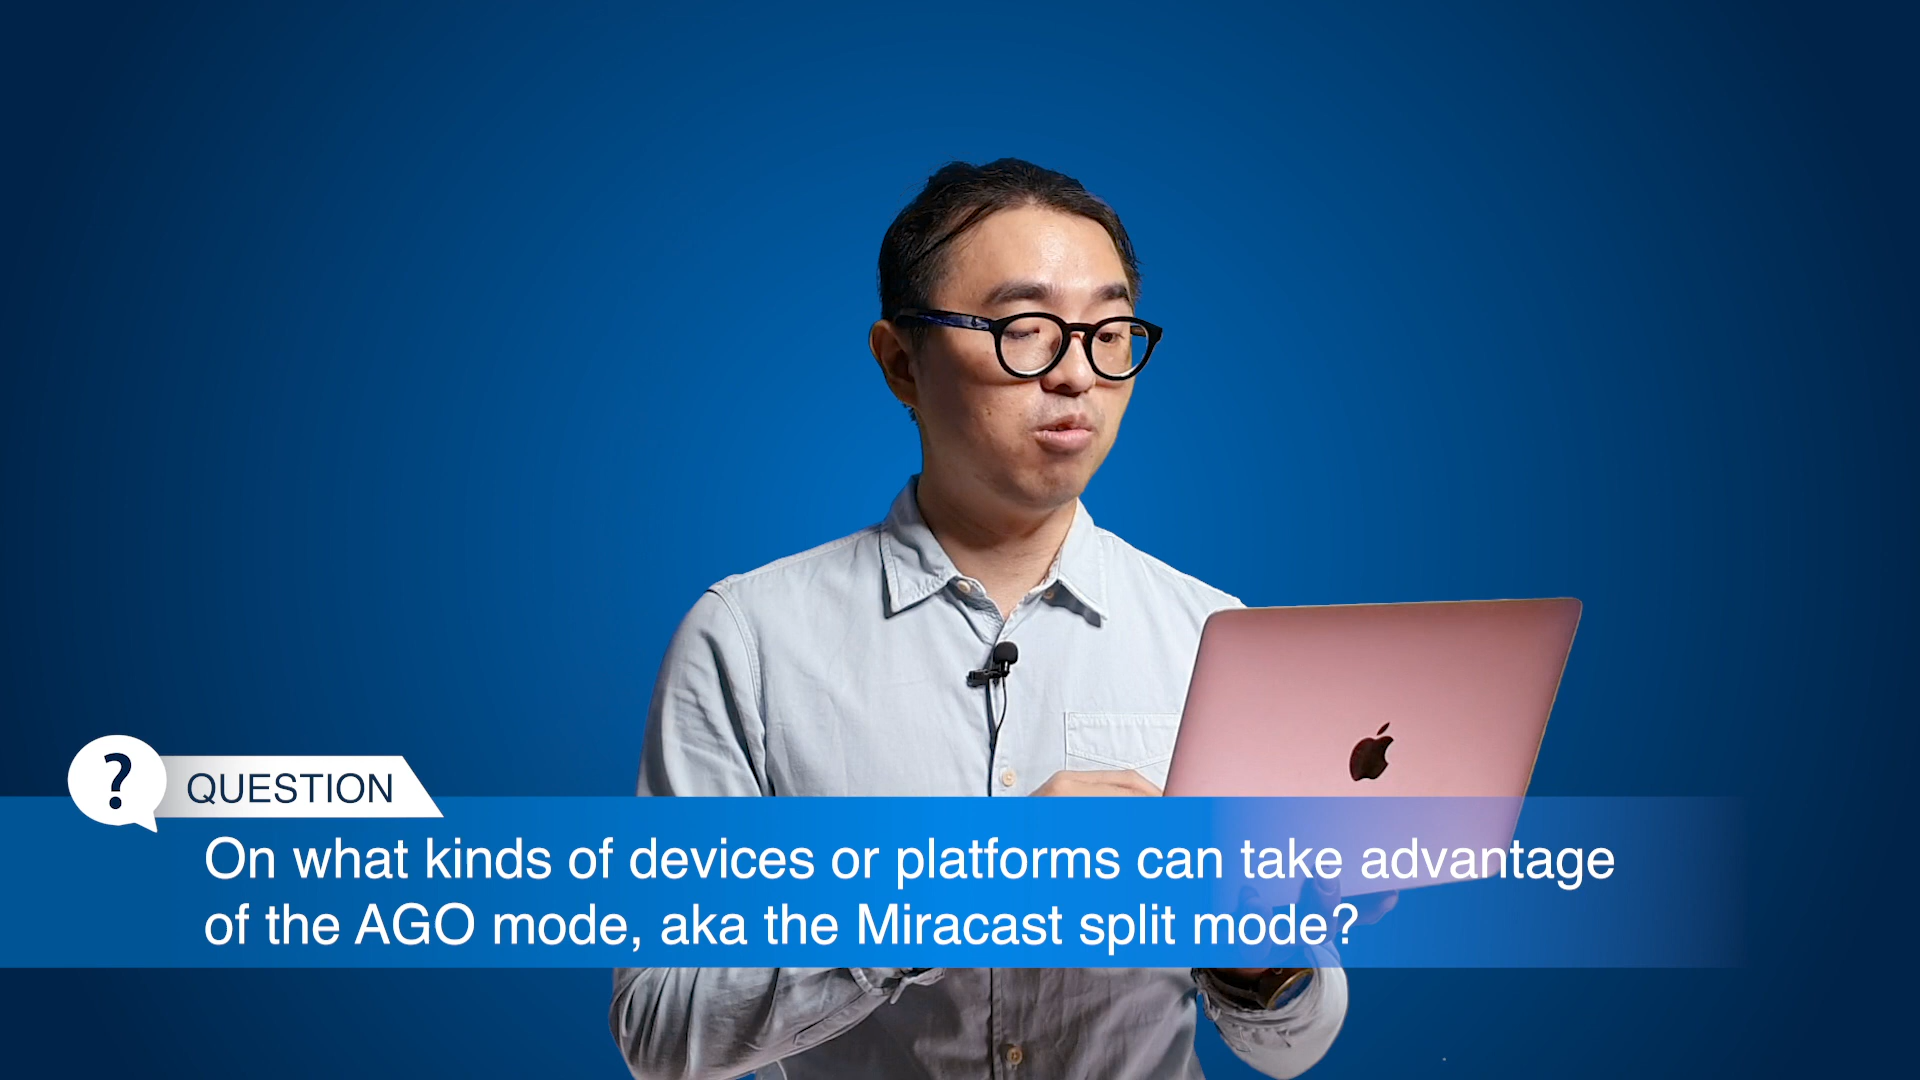 ?
QUESTION
On what kinds of devices or platforms can take advantage
of the AGO mode, aka the Miracast split mode?